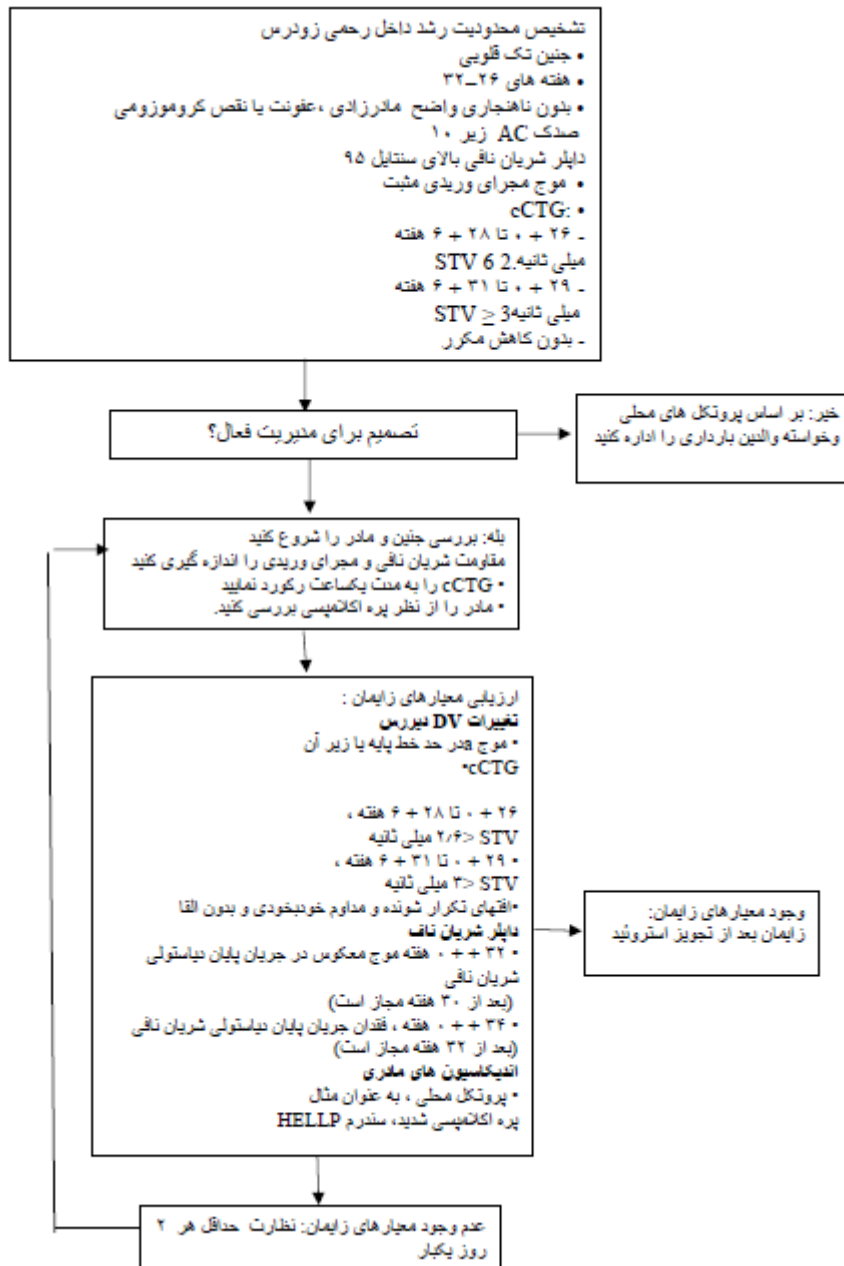 تشخیص محدودیت رشد داخل رحمی زودرس
• جنین تک قلویی
• هفته های ۲۶–۳۲
• بدون ناهنجاری واضح مادرزادی ،عفونت یا نقص کروموزومی
صدک AC زیر ۱۰
داپلر شریان نافی بالای سنتایل ۹۵
• موج مجرای وریدی مثبت
• :cCTG
ـ ۲۶ + ۰ تا ۲۸ + ۶ هفته
میلی ثانیه.2 6 STV
ـ ۲۹ + ۰ تا ۳۱ + ۶ هفته
میلی ثانیه3 ≥ STV
ـ بدون کاهش مکرر
تصمیم برای مدیریت فعال؟
خیر: بر اساس پروتکل های محلی
وخواسته والدین بارداری را اداره کنید
بله: بررسی جنین و مادر را شروع کنید
مقاومت شریان نافی و مجرای وریدی را اندازه گیری کنید
• cCTG را به مدت یکساعت رکورد نمایید
• مادر را از نظر پره اکلامپسی بررسی کنید.
ارزیابی معیارهای زایمان :
تغییرات DV دیررس
• موج aدر حد خط پایه یا زیر آن
•cCTG
۲۶ + ۰ تا ۲۸ + ۶ هفته ،
STV <۲/۶ میلی ثانیه
• ۲۹ + ۰ تا ۳۱ + ۶ هفته ،
STV <۳ میلی ثانیه
•افتهای تکرار شونده و مداوم خودبخودی و بدون القا
داپلر شریان ناف
• ۳۲ + + ۰ هفته موج معکوس در جریان پایان دیاستولی
شریان نافی
(بعد از ۳۰ هفته مجاز است)
• ۳۴ + + ۰ هفته ، فقدان جریان پایان دیاستولی شریان نافی
(بعد از ۳۲ هفته مجاز است)
اندیکاسیون های مادری
• پروتکل محلی ، به عنوان مثال
پره اکلامپسی شدید، سندرم HELLP
وجود معیارهای زایمان:
زایمان بعد از تجویز استروئید
عدم وجود معیارهای زایمان: نظارت حداقل هر ۲
روز یکبار